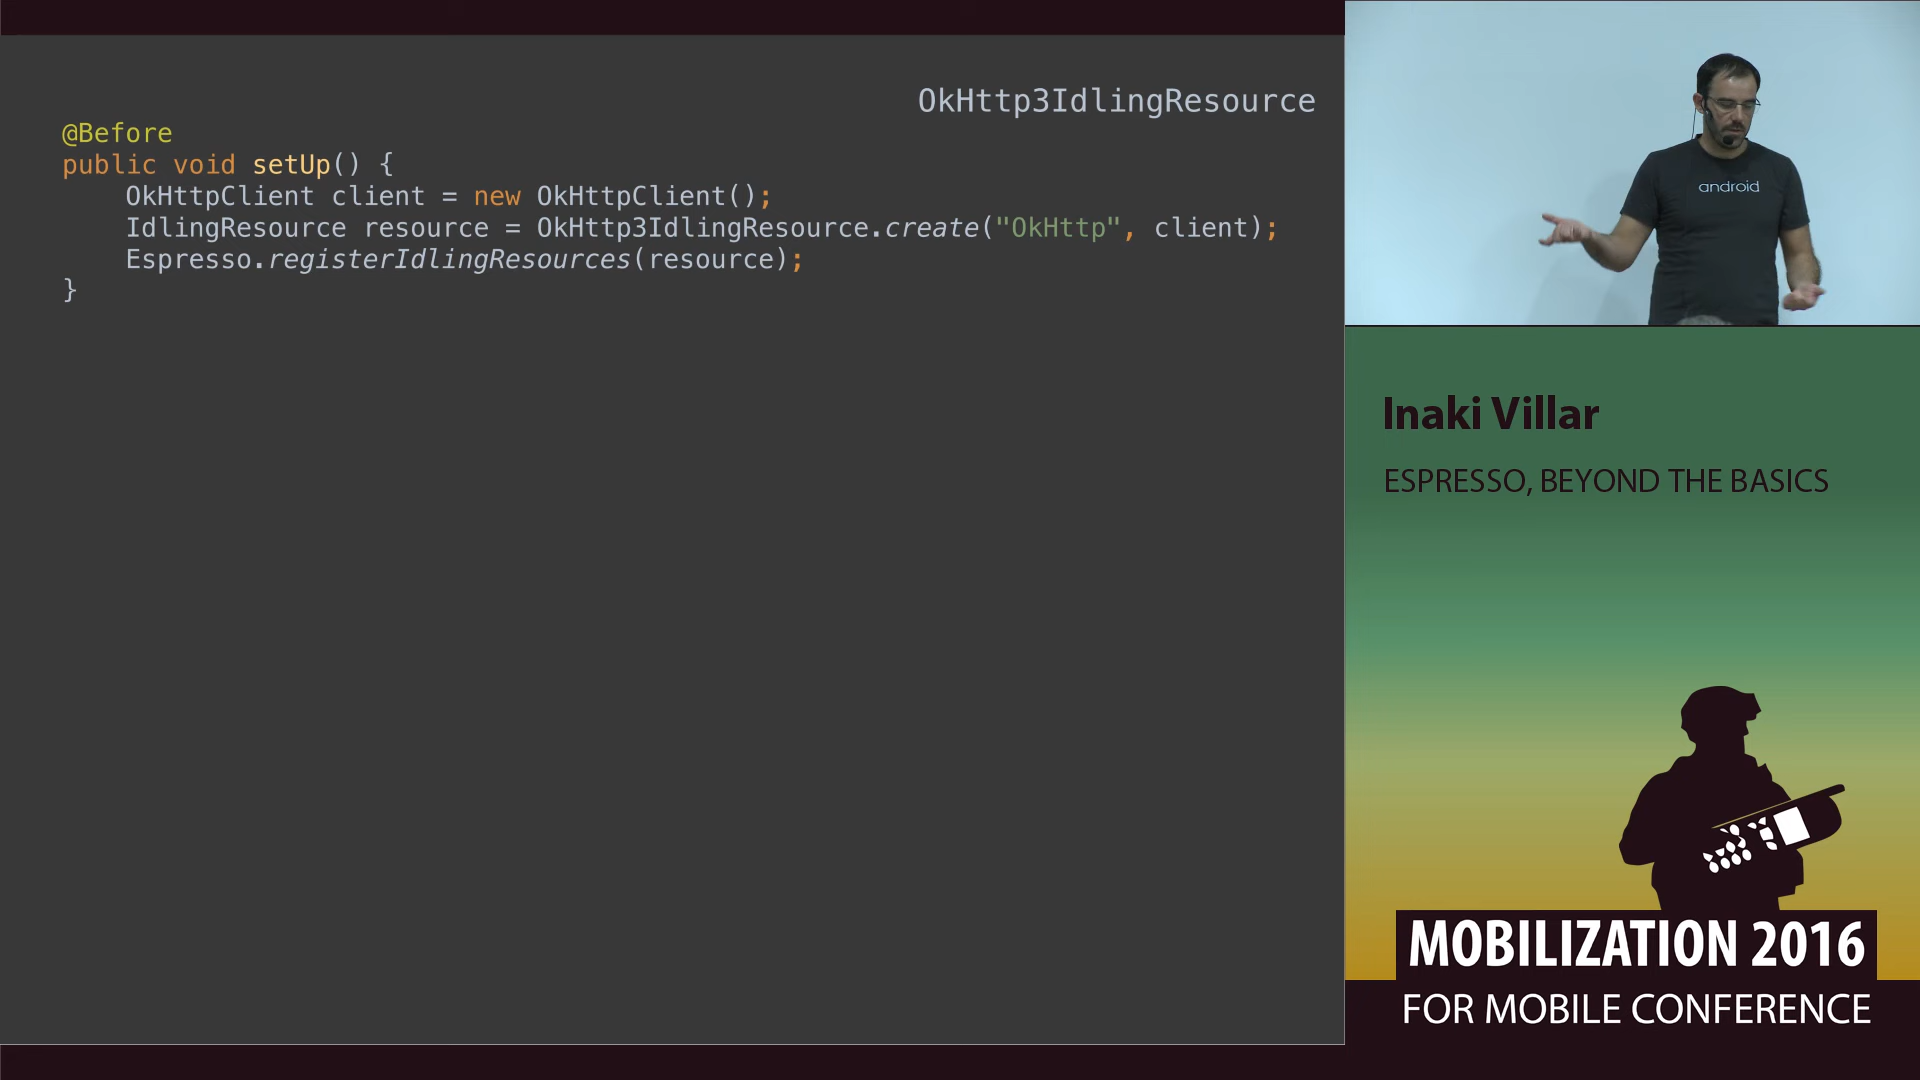 OkHttp3IdlingResource
@Before
public void setUp() {
    OkHttpClient client = new OkHttpClient();
    IdlingResource resource = OkHttp3IdlingResource.create("OkHttp", client);
    Espresso.registerIdlingResources(resource);
}
android
Inaki Villar
ESPRESSO, BEYOND THE BASICS
MOBILIZATION 2016
FOR MOBILE CONFERENCE